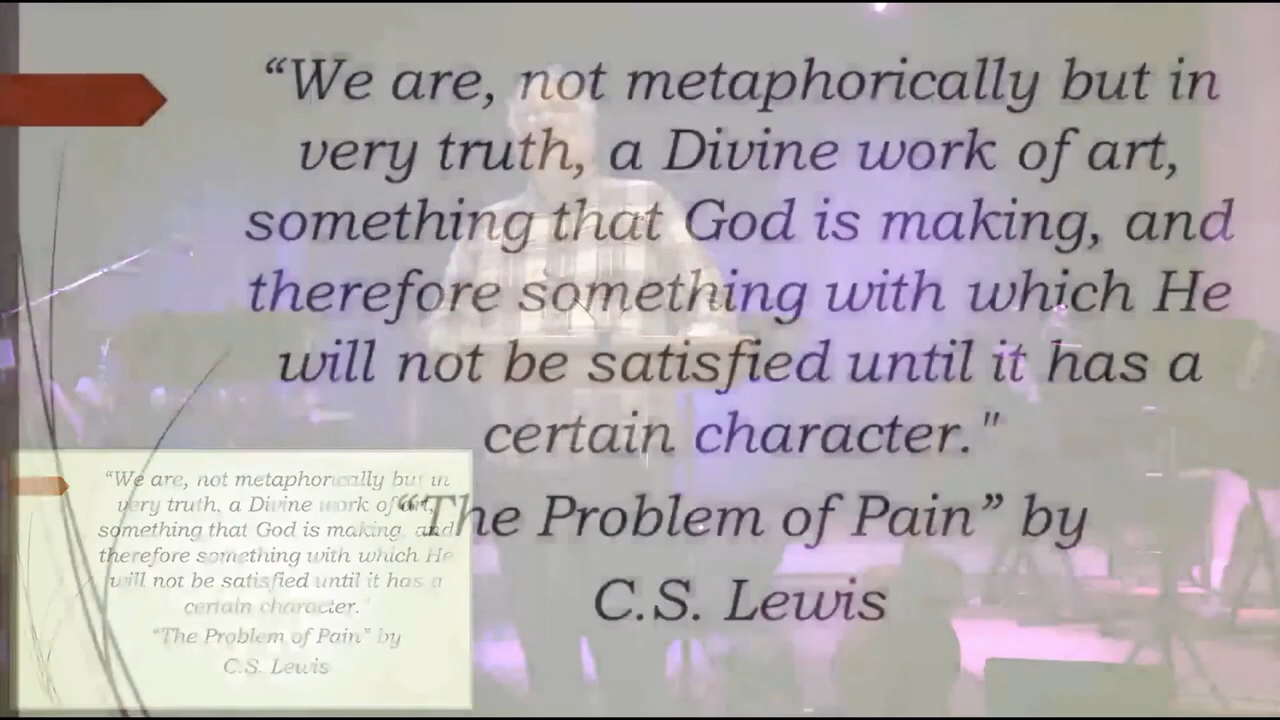 “We are, not metaphorically but in
very truth, a Divine work of art,
something that God is making, and
therefore something with which He
will not be satisfied until it has a
certain character."
“The Problem of Pain” by
C.S. Lewis
“We are, not metaphorically but in
very truth, a Divine work of art,
something that God is making, and
therefore something with which He
will not be satisfied until it has a
certain character."
“The Problem of Pain” by
C.S. Lewis